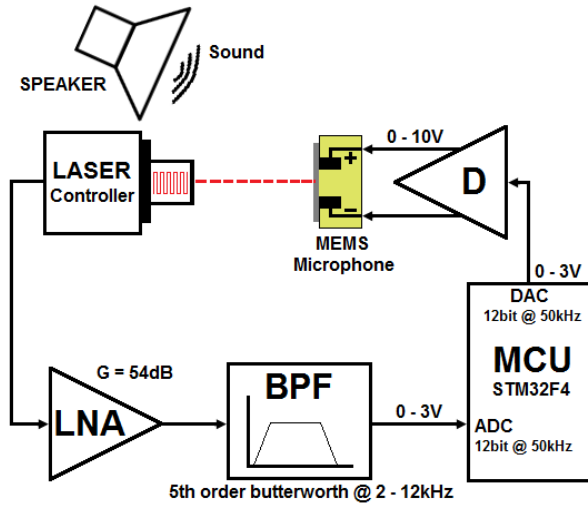 Sound
SPEAKER
LASER
Controller
0 - 10V
+
D
–
MEMS
Microphone
0 - 3V
DAC
12bit @ 50kHz
MCU
STM32F4
G = 54dB
LNA
BPF
0 - 3V
ADC
12bit @ 50kHz
5th order butterworth @ 2 - 12kHz